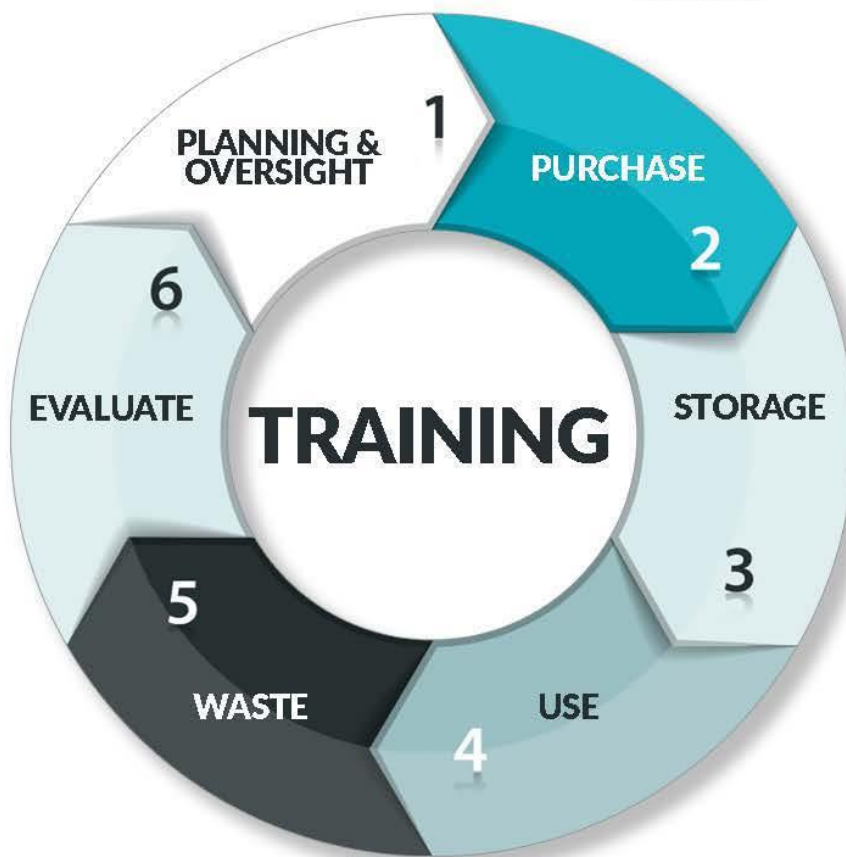 1
PLANNING &
OVERSIGHT
PURCHASE
2
STORAGE
3
USE
4
WASTE
5
EVALUATE
6
TRAINING